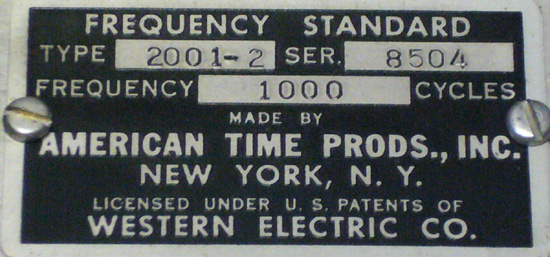 FREQUENCY STANDARD
TYPE 2001-2 SER. 8504
FREQUENCY 1000 CYCLES
MADE BY
AMERICAN TIME PRODS., INC.
NEW YORK, N. Y.
LICENSED UNDER U. S. PATENTS OF
WESTERN ELECTRIC CO.